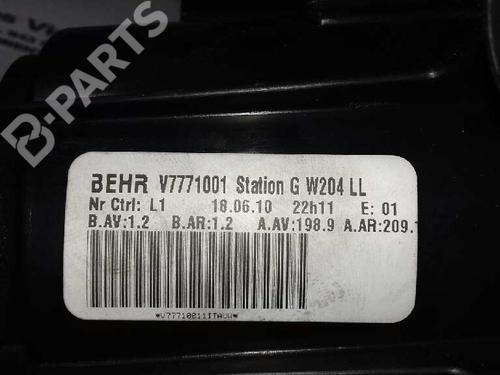 BEHR V7771001 Station G W204 LL
Nr Ctrl: L1 18.06.10 22h11 E: 01
B.AV:1.2 B.AR:1.2 A.AV:198.9 A.AR:209.1
B-PARTS